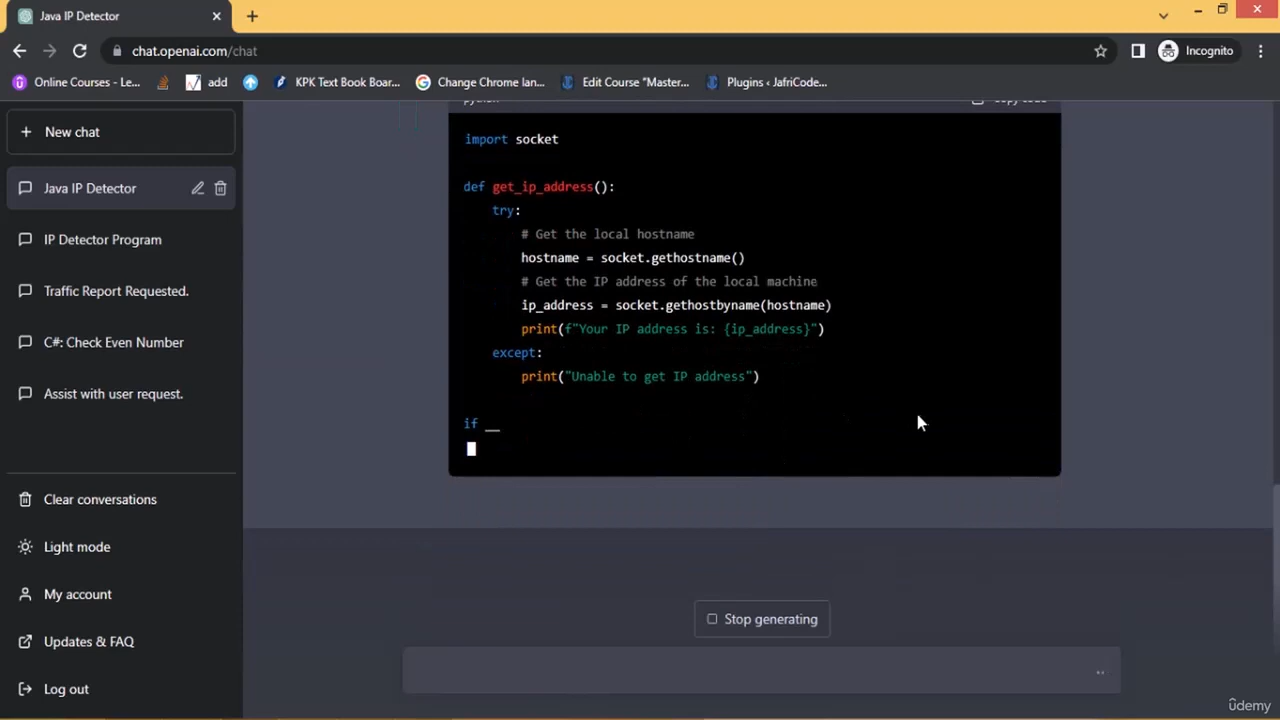 Java IP Detector
chat.openai.com/chat
Incognito
Online Courses - Le...
add
KPK Text Book Boar...
Change Chrome lan...
Edit Course "Master...
Plugins ‹ JafriCode...
New chat
Java IP Detector
IP Detector Program
Traffic Report Requested.
C#: Check Even Number
Assist with user request.
Clear conversations
Light mode
My account
Updates & FAQ
Log out
python Copy code
import socket
def get_ip_address():
try:
# Get the local hostname
hostname = socket.gethostname()
# Get the IP address of the local machine
ip_address = socket.gethostbyname(hostname)
print(f"Your IP address is: {ip_address}")
except:
print("Unable to get IP address")
if __
Stop generating
ûdemy